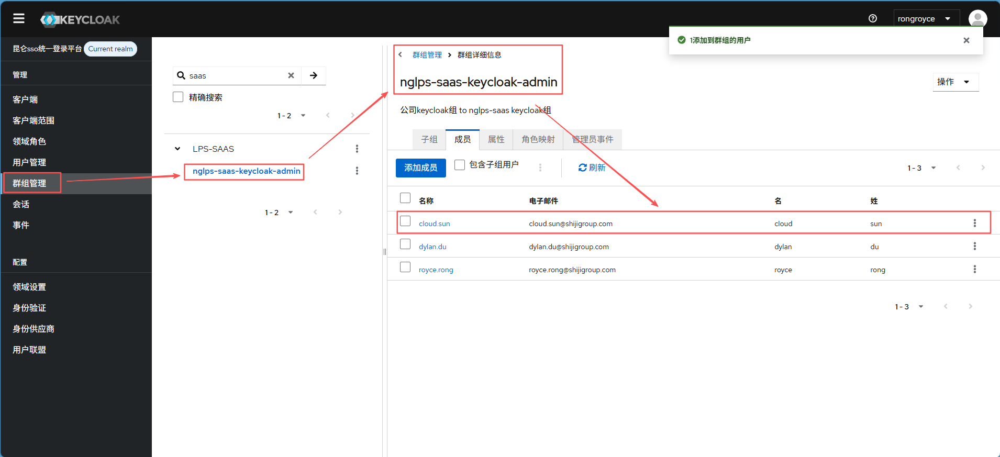 KEYCLOAK
rongroyce
1添加到群组的用户
昆仑sso统一登录平台 Current realm
管理
客户端
客户端范围
领域角色
用户管理
群组管理
会话
事件
配置
领域设置
身份验证
身份供应商
用户联盟
saas
精确搜索
1 - 2
LPS-SAAS
nglps-saas-keycloak-admin
1 - 2
群组管理 群组详细信息
nglps-saas-keycloak-admin
操作
公司keycloak组 to nglps-saas keycloak组
子组 成员 属性 角色映射 管理员事件
添加成员 包含子组用户 刷新 1 - 3
名称 电子邮件 名 姓
cloud.sun cloud.sun@shijigroup.com cloud sun
dylan.du dylan.du@shijigroup.com dylan du
royce.rong royce.rong@shijigroup.com royce rong
1 - 3